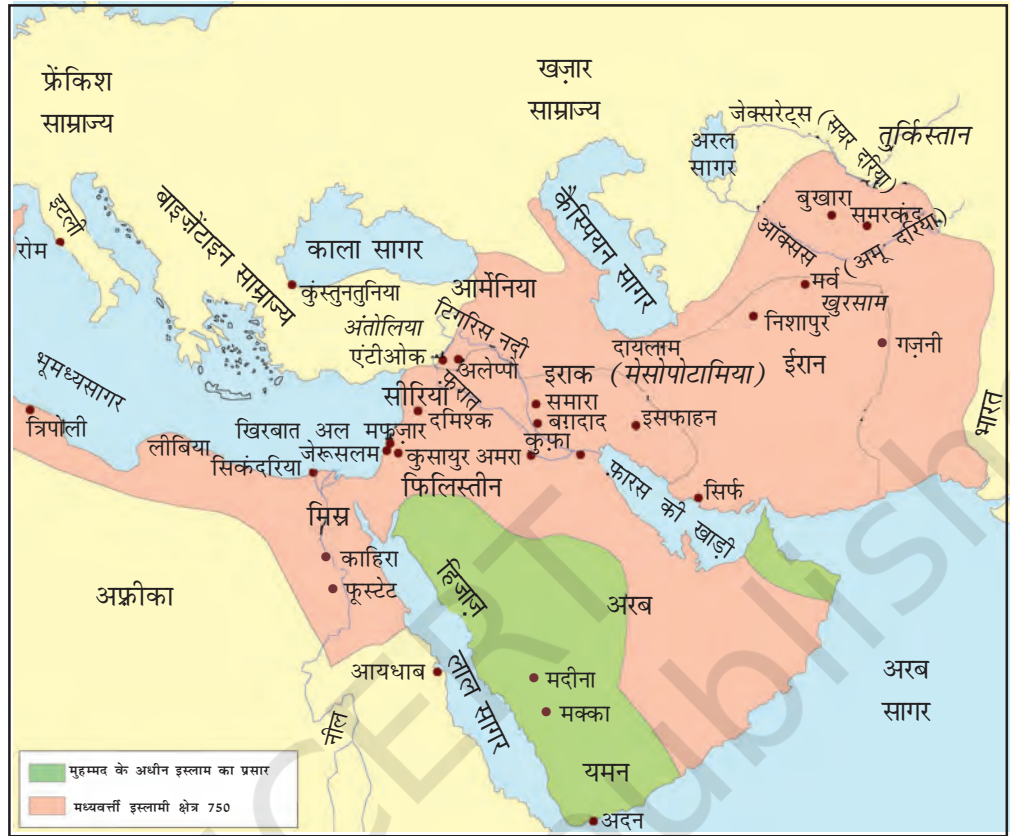 फ्रेंकिश
साम्राज्य
खज़ार
साम्राज्य
जेक्सरेट्स (सयर दरिया)
तुर्किस्तान
अरल
सागर
इटली
रोम
बाइज़ेंटाइन साम्राज्य
काला सागर
कैस्पियन सागर
बुखारा
समरकंद
ऑक्सस (अमू दरिया)
कुंस्तुनतुनिया
आर्मेनिया
मर्व
खुरसाम
निशापुर
गज़नी
अंतोलिया
टिगरिस नदी
एंटीओक
अलेप्पो
दायलाम
इराक (मेसोपोटामिया)
ईरान
भूमध्यसागर
फ़रात
सीरिया
दमिश्क
समारा
बग़दाद
इसफाहन
भारत
त्रिपोली
लीबिया
खिरबात अल मफ़जार
जेरूसलम
कुसायुर अमरा
कुफ़ा
सिकंदरिया
फिलिस्तीन
फ़ारस की खाड़ी
सिर्फ
मिस्र
काहिरा
फूस्टेट
अफ़्रीका
हिजाज़
अरब
आयधाब
लाल सागर
मदीना
मक्का
अरब
सागर
नील
यमन
अदन
मुहम्मद के अधीन इस्लाम का प्रसार
मध्यवर्त्ती इस्लामी क्षेत्र 750